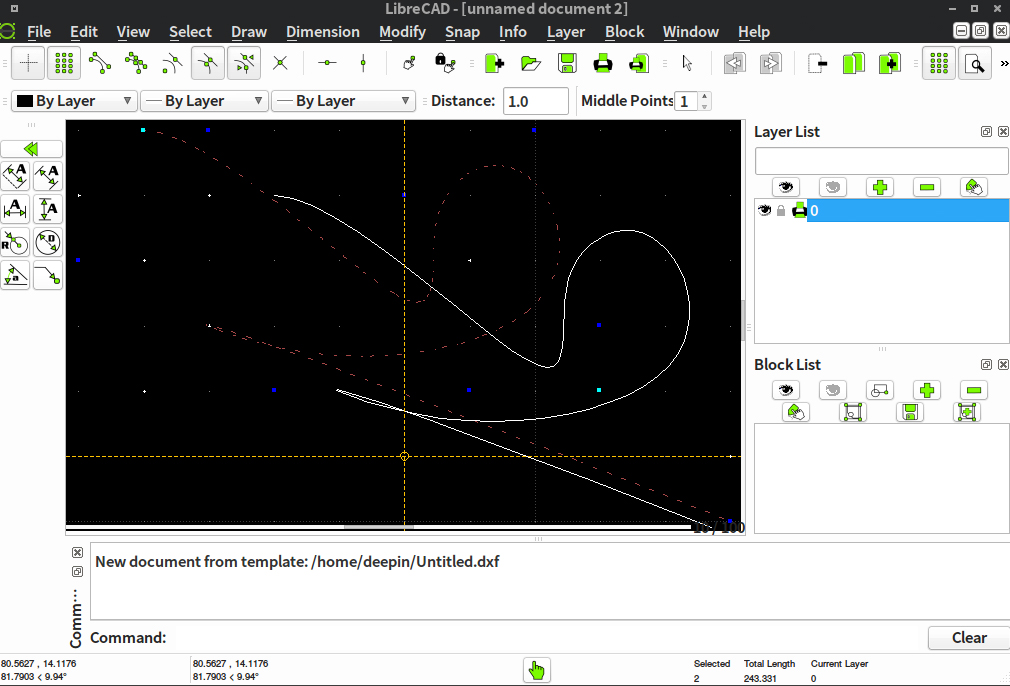 LibreCAD - [unnamed document 2]
File Edit View Select Draw Dimension Modify Snap Info Layer Block Window Help
»
By Layer By Layer By Layer Distance: 1.0 Middle Points 1
Layer List
0
Block List
10 / 100
New document from template: /home/deepin/Untitled.dxf
Comm...
Command:
Clear
80.5627 , 14.1176 80.5627 , 14.1176 Selected Total Length Current Layer
81.7903 < 9.94° 81.7903 < 9.94° 2 243.331 0